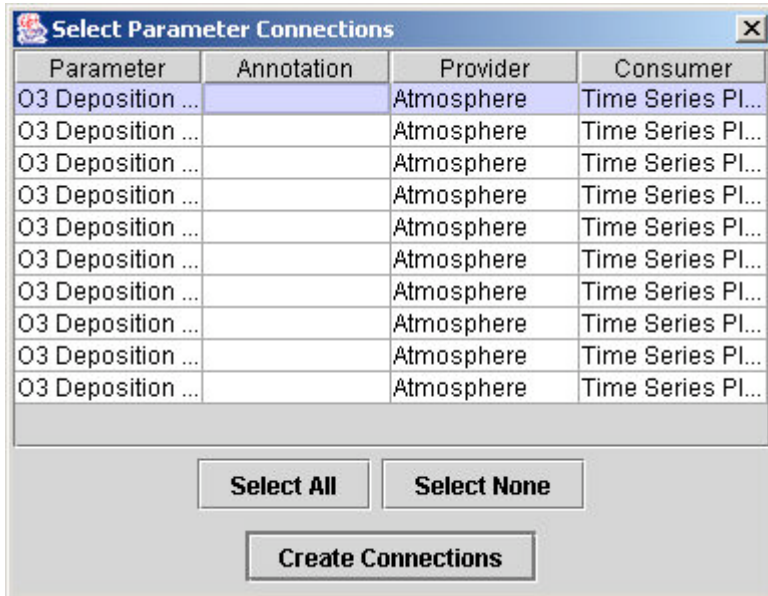 Select Parameter Connections
Parameter Annotation Provider Consumer
O3 Deposition ... Atmosphere Time Series Pl...
O3 Deposition ... Atmosphere Time Series Pl...
O3 Deposition ... Atmosphere Time Series Pl...
O3 Deposition ... Atmosphere Time Series Pl...
O3 Deposition ... Atmosphere Time Series Pl...
O3 Deposition ... Atmosphere Time Series Pl...
O3 Deposition ... Atmosphere Time Series Pl...
O3 Deposition ... Atmosphere Time Series Pl...
O3 Deposition ... Atmosphere Time Series Pl...
O3 Deposition ... Atmosphere Time Series Pl...
Select All Select None
Create Connections